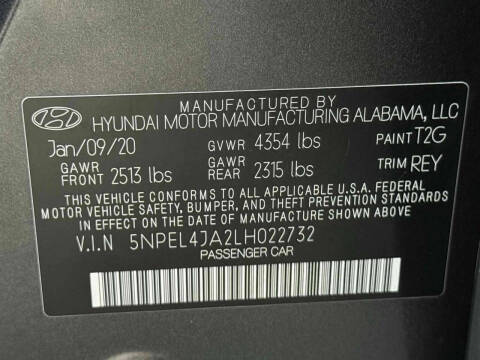 MANUFACTURED BY
HYUNDAI MOTOR MANUFACTURING ALABAMA, LLC
Jan/09/20 GVWR 4354 lbs PAINT T2G
GAWR FRONT 2513 lbs GAWR REAR 2315 lbs TRIM REY
THIS VEHICLE CONFORMS TO ALL APPLICABLE U.S.A. FEDERAL
MOTOR VEHICLE SAFETY, BUMPER, AND THEFT PREVENTION STANDARDS
IN EFFECT ON THE DATE OF MANUFACTURE SHOWN ABOVE.
V.I.N 5NPEL4JA2LH022732
PASSENGER CAR